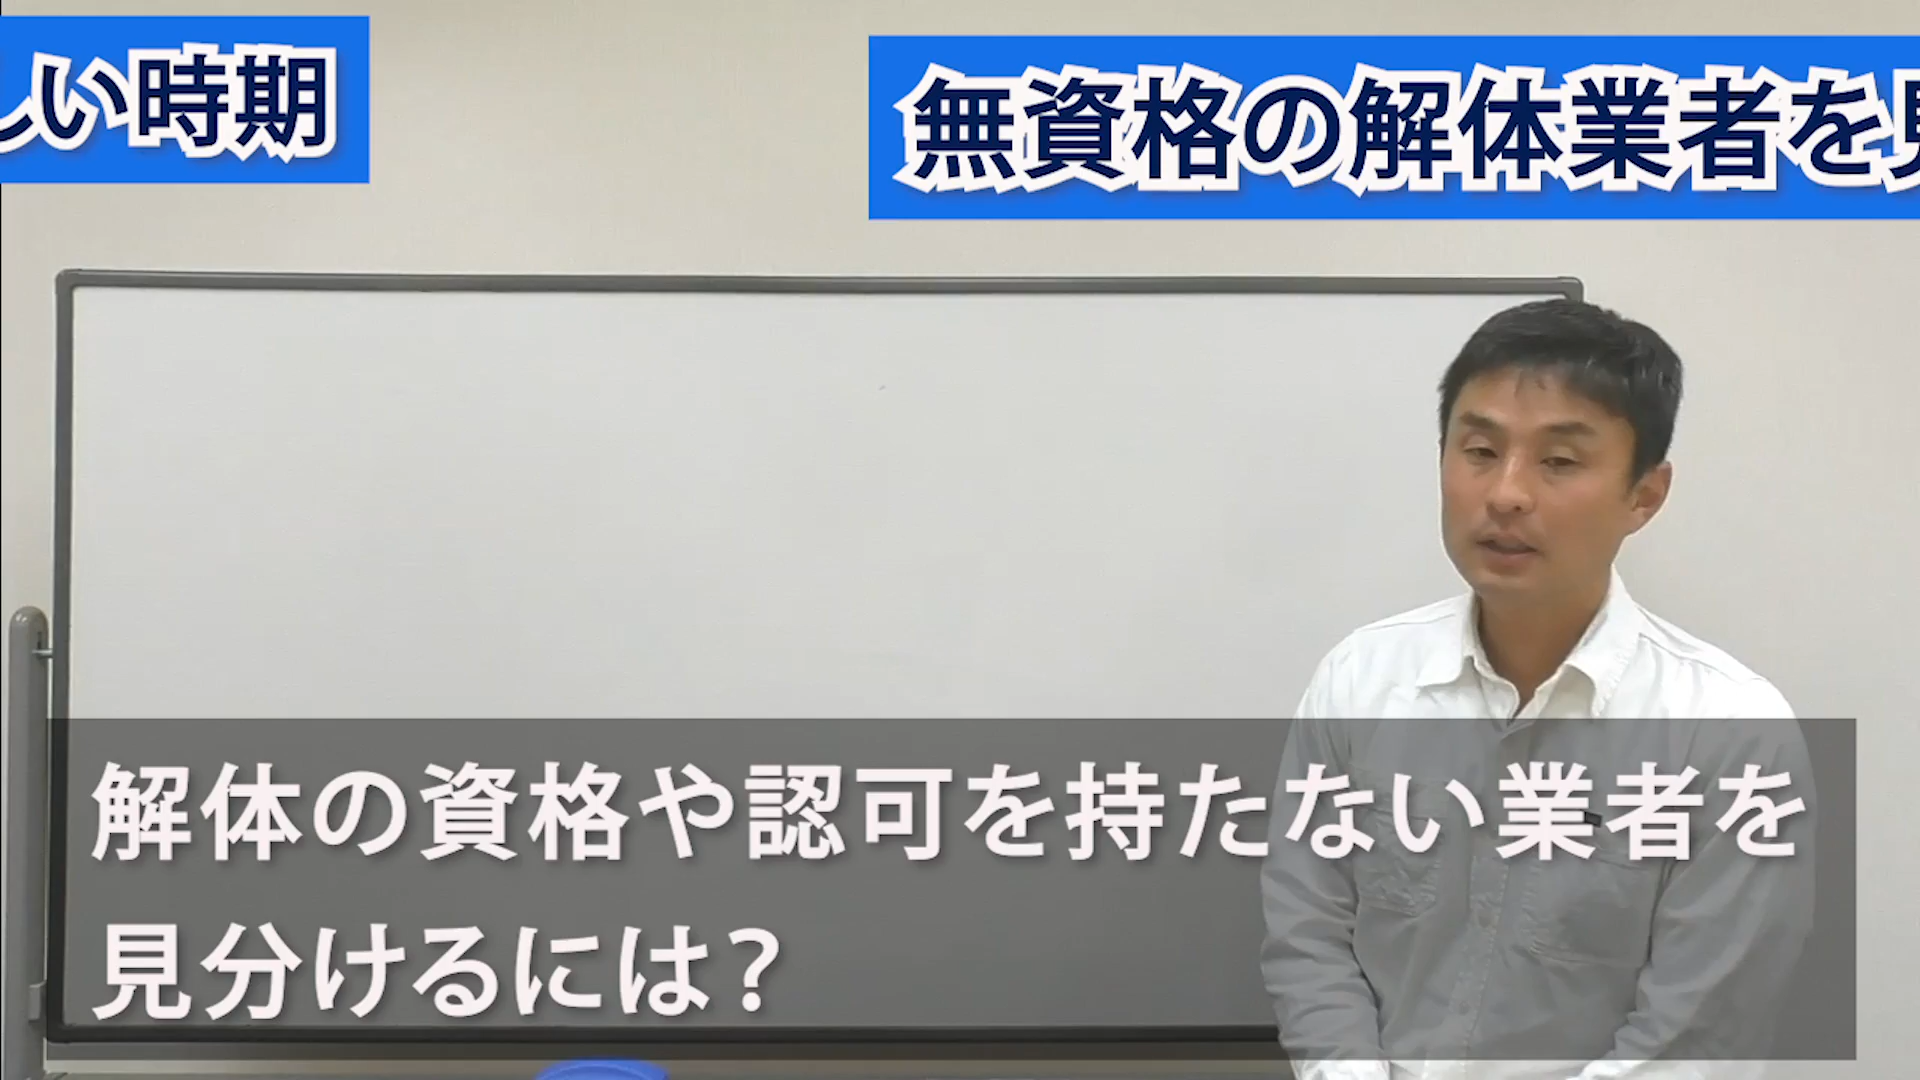 しい時期
無資格の解体業者を見
解体の資格や認可を持たない業者を
見分けるには？